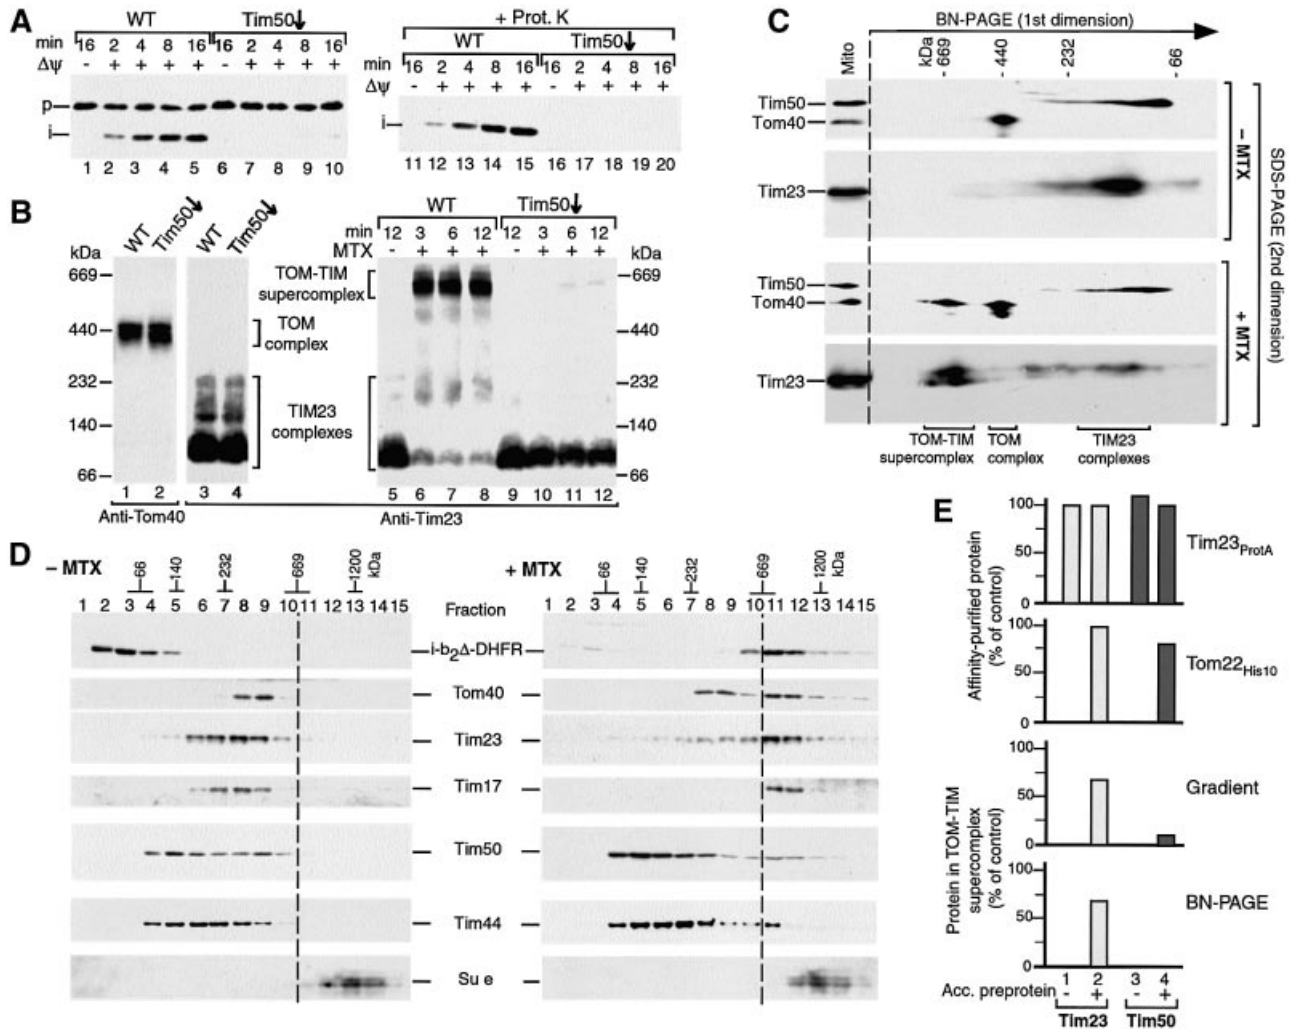 A
WT Tim50↓
min 16 2 4 8 16 16 2 4 8 16
Δψ - + + + + - + + + +
p
i
1 2 3 4 5 6 7 8 9 10
+ Prot. K
WT Tim50↓
min 16 2 4 8 16 16 2 4 8 16
Δψ - + + + + - + + + +
i
11 12 13 14 15 16 17 18 19 20
B
WT Tim50↓ WT Tim50↓
kDa
669
440
232
140
66
1 2 3 4
Anti-Tom40
TOM-TIM
supercomplex
TOM
complex
TIM23
complexes
WT Tim50↓
min 12 3 6 12 12 3 6 12
MTX - + + + - + + +
kDa
669
440
232
140
66
5 6 7 8 9 10 11 12
Anti-Tim23
C
BN-PAGE (1st dimension)
Mito kDa 669 440 232 66
Tim50
Tom40
Tim23
– MTX
Tim50
Tom40
Tim23
+ MTX
SDS-PAGE (2nd dimension)
TOM-TIM TOM TIM23
supercomplex complex complexes
D
– MTX
66 140 232 669 1200 kDa
1 2 3 4 5 6 7 8 9 10 11 12 13 14 15
Fraction
+ MTX
66 140 232 669 1200 kDa
1 2 3 4 5 6 7 8 9 10 11 12 13 14 15
i-b2Δ-DHFR
Tom40
Tim23
Tim17
Tim50
Tim44
Su e
E
Affinity-purified protein
(% of control)
100
50
0
Tim23ProtA
100
50
0
Tom22His10
Protein in TOM-TIM
supercomplex
(% of control)
100
50
0
Gradient
100
50
0
BN-PAGE
1 2 3 4
Acc. preprotein - + - +
Tim23 Tim50